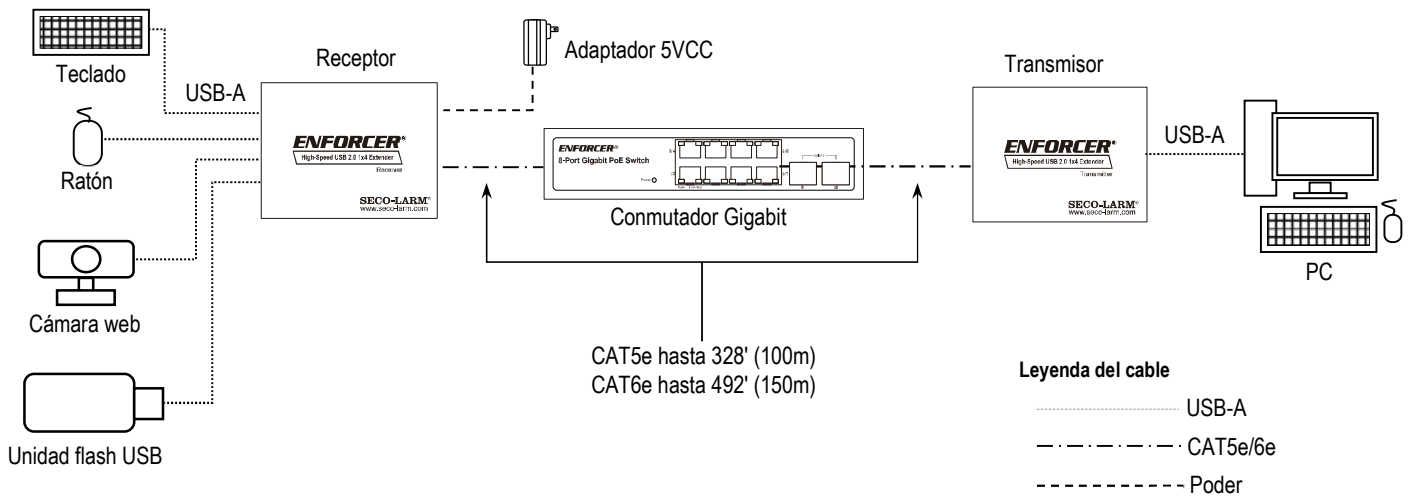 Teclado
Ratón
Cámara web
Unidad flash USB
USB-A
Receptor
ENFORCER®
High-Speed USB 2.0 1x4 Extender
Receiver
SECO-LARM®
www.seco-larm.com
Adaptador 5VCC
ENFORCER®
8-Port Gigabit PoE Switch
Power
Conmutador Gigabit
CAT5e hasta 328' (100m)
CAT6e hasta 492' (150m)
Transmisor
ENFORCER®
High-Speed USB 2.0 1x4 Extender
Transmitter
SECO-LARM®
www.seco-larm.com
USB-A
PC
Leyenda del cable
USB-A
CAT5e/6e
Poder